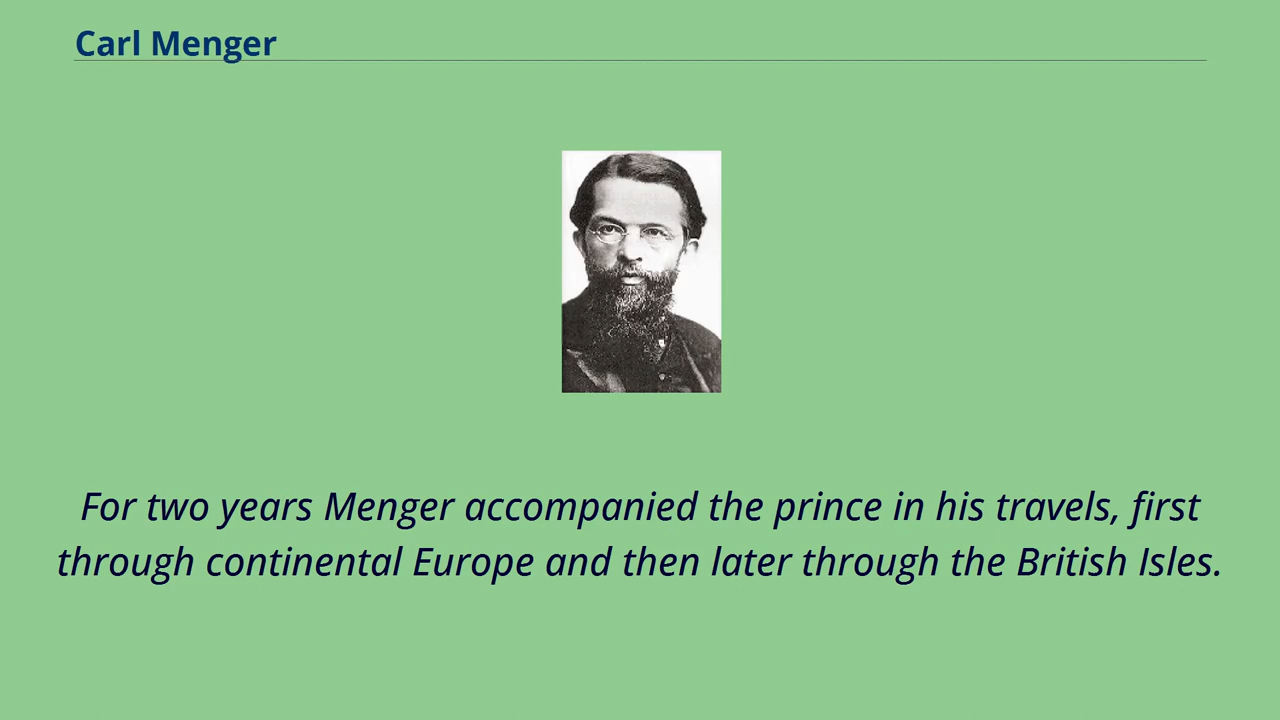 Carl Menger
For two years Menger accompanied the prince in his travels, first
through continental Europe and then later through the British Isles.